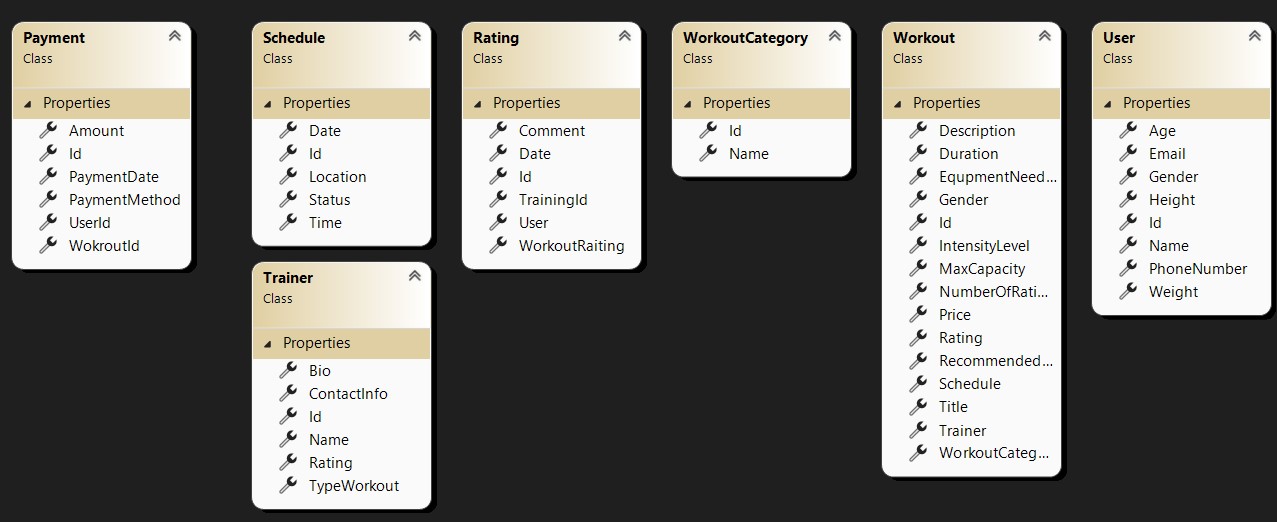 Payment
Class
Properties
Amount
Id
PaymentDate
PaymentMethod
UserId
WokroutId
Schedule
Class
Properties
Date
Id
Location
Status
Time
Trainer
Class
Properties
Bio
ContactInfo
Id
Name
Rating
TypeWorkout
Rating
Class
Properties
Comment
Date
Id
TrainingId
User
WorkoutRaiting
WorkoutCategory
Class
Properties
Id
Name
Workout
Class
Properties
Description
Duration
EqupmentNeed...
Gender
Id
IntensityLevel
MaxCapacity
NumberOfRati...
Price
Rating
Recommended...
Schedule
Title
Trainer
WorkoutCateg...
User
Class
Properties
Age
Email
Gender
Height
Id
Name
PhoneNumber
Weight